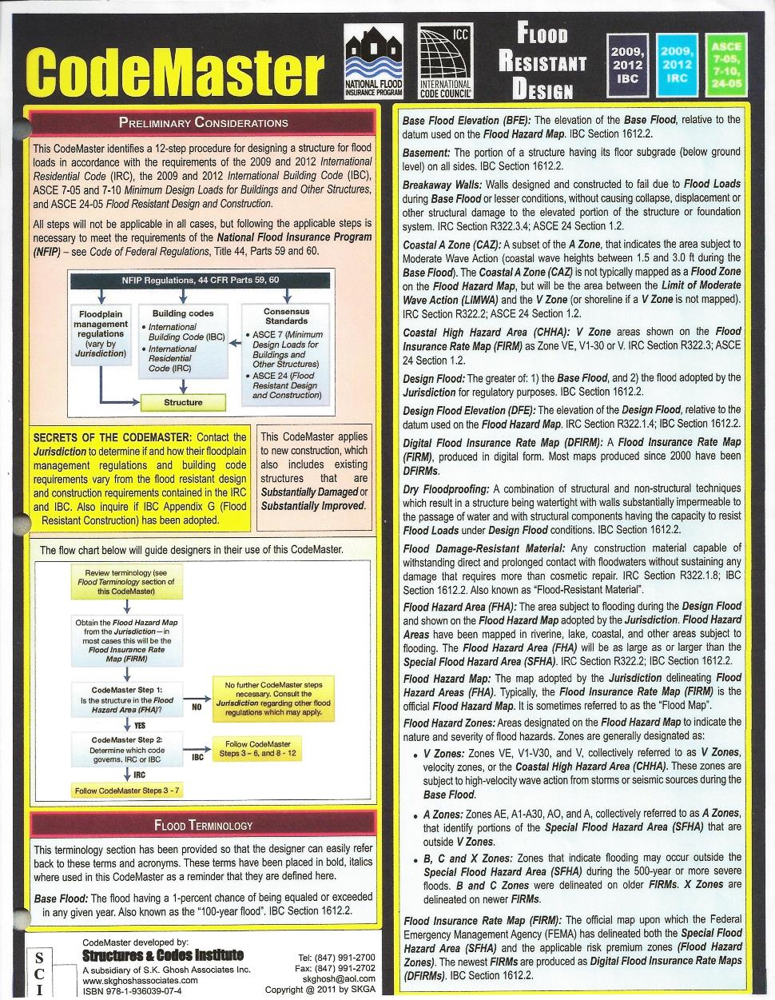 CodeMaster
NATIONAL FLOOD
INSURANCE PROGRAM
ICC
INTERNATIONAL
CODE COUNCIL
FLOOD
RESISTANT
DESIGN
2009,
2012
IBC
2009,
2012
IRC
ASCE
7-05,
7-10,
24-05
PRELIMINARY CONSIDERATIONS
This CodeMaster identifies a 12-step procedure for designing a structure for flood
loads in accordance with the requirements of the 2009 and 2012 International
Residential Code (IRC), the 2009 and 2012 International Building Code (IBC),
ASCE 7-05 and 7-10 Minimum Design Loads for Buildings and Other Structures,
and ASCE 24-05 Flood Resistant Design and Construction.
All steps will not be applicable in all cases, but following the applicable steps is
necessary to meet the requirements of the National Flood Insurance Program
(NFIP) – see Code of Federal Regulations, Title 44, Parts 59 and 60.
NFIP Regulations, 44 CFR Parts 59, 60
Floodplain
management
regulations
(vary by
Jurisdiction)
Building codes
• International
Building Code (IBC)
• International
Residential
Code (IRC)
Consensus
Standards
• ASCE 7 (Minimum
Design Loads for
Buildings and
Other Structures)
• ASCE 24 (Flood
Resistant Design
and Construction)
Structure
SECRETS OF THE CODEMASTER: Contact the
Jurisdiction to determine if and how their floodplain
management regulations and building code
requirements vary from the flood resistant design
and construction requirements contained in the IRC
and IBC. Also inquire if IBC Appendix G (Flood
Resistant Construction) has been adopted.
This CodeMaster applies
to new construction, which
also includes existing
structures that are
Substantially Damaged or
Substantially Improved.
The flow chart below will guide designers in their use of this CodeMaster.
Review terminology (see
Flood Terminology section of
this CodeMaster)
Obtain the Flood Hazard Map
from the Jurisdiction – in
most cases this will be the
Flood Insurance Rate
Map (FIRM)
CodeMaster Step 1:
Is the structure in the Flood
Hazard Area (FHA)?
NO
No further CodeMaster steps
necessary. Consult the
Jurisdiction regarding other flood
regulations which may apply.
YES
CodeMaster Step 2:
Determine which code
governs, IRC or IBC
IBC
Follow CodeMaster
Steps 3 – 6, and 8 - 12
IRC
Follow CodeMaster Steps 3 - 7
FLOOD TERMINOLOGY
This terminology section has been provided so that the designer can easily refer
back to these terms and acronyms. These terms have been placed in bold, italics
where used in this CodeMaster as a reminder that they are defined here.
Base Flood: The flood having a 1-percent chance of being equaled or exceeded
in any given year. Also known as the "100-year flood". IBC Section 1612.2.
SCI
CodeMaster developed by:
Structures & Codes Institute
A subsidiary of S.K. Ghosh Associates Inc.
www.skghoshassociates.com
ISBN 978-1-936039-07-4
Tel: (847) 991-2700
Fax: (847) 991-2702
skghosh@aol.com
Copyright @ 2011 by SKGA
Base Flood Elevation (BFE): The elevation of the Base Flood, relative to the
datum used on the Flood Hazard Map. IBC Section 1612.2.
Basement: The portion of a structure having its floor subgrade (below ground
level) on all sides. IBC Section 1612.2.
Breakaway Walls: Walls designed and constructed to fail due to Flood Loads
during Base Flood or lesser conditions, without causing collapse, displacement or
other structural damage to the elevated portion of the structure or foundation
system. IRC Section R322.3.4; ASCE 24 Section 1.2.
Coastal A Zone (CAZ): A subset of the A Zone, that indicates the area subject to
Moderate Wave Action (coastal wave heights between 1.5 and 3.0 ft during the
Base Flood). The Coastal A Zone (CAZ) is not typically mapped as a Flood Zone
on the Flood Hazard Map, but will be the area between the Limit of Moderate
Wave Action (LIMWA) and the V Zone (or shoreline if a V Zone is not mapped).
IRC Section R322.2; ASCE 24 Section 1.2.
Coastal High Hazard Area (CHHA): V Zone areas shown on the Flood
Insurance Rate Map (FIRM) as Zone VE, V1-30 or V. IRC Section R322.3; ASCE
24 Section 1.2.
Design Flood: The greater of: 1) the Base Flood, and 2) the flood adopted by the
Jurisdiction for regulatory purposes. IBC Section 1612.2.
Design Flood Elevation (DFE): The elevation of the Design Flood, relative to the
datum used on the Flood Hazard Map. IRC Section R322.1.4; IBC Section 1612.2.
Digital Flood Insurance Rate Map (DFIRM): A Flood Insurance Rate Map
(FIRM), produced in digital form. Most maps produced since 2000 have been
DFIRMs.
Dry Floodproofing: A combination of structural and non-structural techniques
which result in a structure being watertight with walls substantially impermeable to
the passage of water and with structural components having the capacity to resist
Flood Loads under Design Flood conditions. IBC Section 1612.2.
Flood Damage-Resistant Material: Any construction material capable of
withstanding direct and prolonged contact with floodwaters without sustaining any
damage that requires more than cosmetic repair. IRC Section R322.1.8; IBC
Section 1612.2. Also known as "Flood-Resistant Material".
Flood Hazard Area (FHA): The area subject to flooding during the Design Flood
and shown on the Flood Hazard Map adopted by the Jurisdiction. Flood Hazard
Areas have been mapped in riverine, lake, coastal, and other areas subject to
flooding. The Flood Hazard Area (FHA) will be as large as or larger than the
Special Flood Hazard Area (SFHA). IRC Section R322.2; IBC Section 1612.2.
Flood Hazard Map: The map adopted by the Jurisdiction delineating Flood
Hazard Areas (FHA). Typically, the Flood Insurance Rate Map (FIRM) is the
official Flood Hazard Map. It is sometimes referred to as the "Flood Map".
Flood Hazard Zones: Areas designated on the Flood Hazard Map to indicate the
nature and severity of flood hazards. Zones are generally designated as:
• V Zones: Zones VE, V1-V30, and V, collectively referred to as V Zones,
velocity zones, or the Coastal High Hazard Area (CHHA). These zones are
subject to high-velocity wave action from storms or seismic sources during the
Base Flood.
• A Zones: Zones AE, A1-A30, AO, and A, collectively referred to as A Zones,
that identify portions of the Special Flood Hazard Area (SFHA) that are
outside V Zones.
• B, C and X Zones: Zones that indicate flooding may occur outside the
Special Flood Hazard Area (SFHA) during the 500-year or more severe
floods. B and C Zones were delineated on older FIRMS. X Zones are
delineated on newer FIRMs.
Flood Insurance Rate Map (FIRM): The official map upon which the Federal
Emergency Management Agency (FEMA) has delineated both the Special Flood
Hazard Area (SFHA) and the applicable risk premium zones (Flood Hazard
Zones). The newest FIRMs are produced as Digital Flood Insurance Rate Maps
(DFIRMs). IBC Section 1612.2.